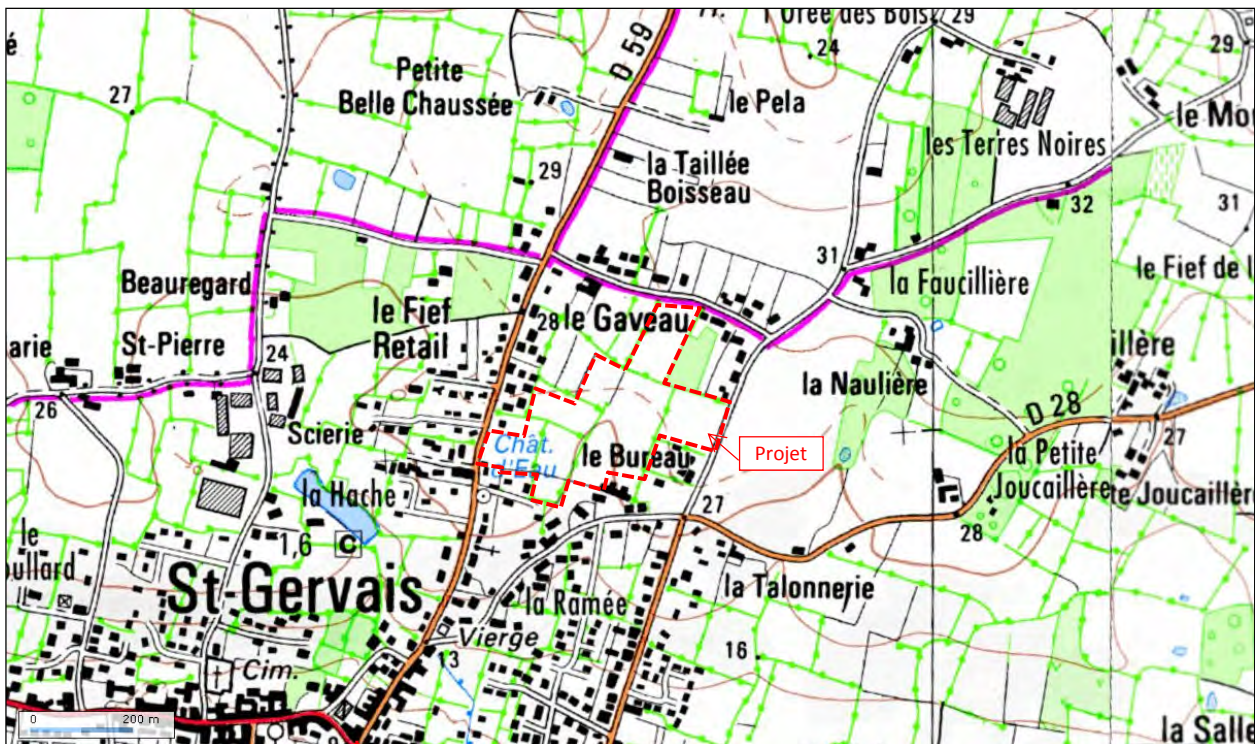 l'Orée des Bois
29
24
29
D 59
Petite
Belle Chaussée
27
le Pela
les Terres Noires
le Mo
la Taillée
Boisseau
29
32
31
31
Beauregard
la Faucillière
le Fief de l
le Fief
Retail
28
le Gaveau
arie
St-Pierre
24
illère
26
la Naulière
D 28
Scierie
Chât.
d'Eau
le Bureau
Projet
la Petite
Joucaillère
27
te Joucaillère
la Hache
27
28
le
oullard
1,6
C
St-Gervais
la Talonnerie
la Ramée
Vierge
16
Cim.
3
0
200 m
la Salle